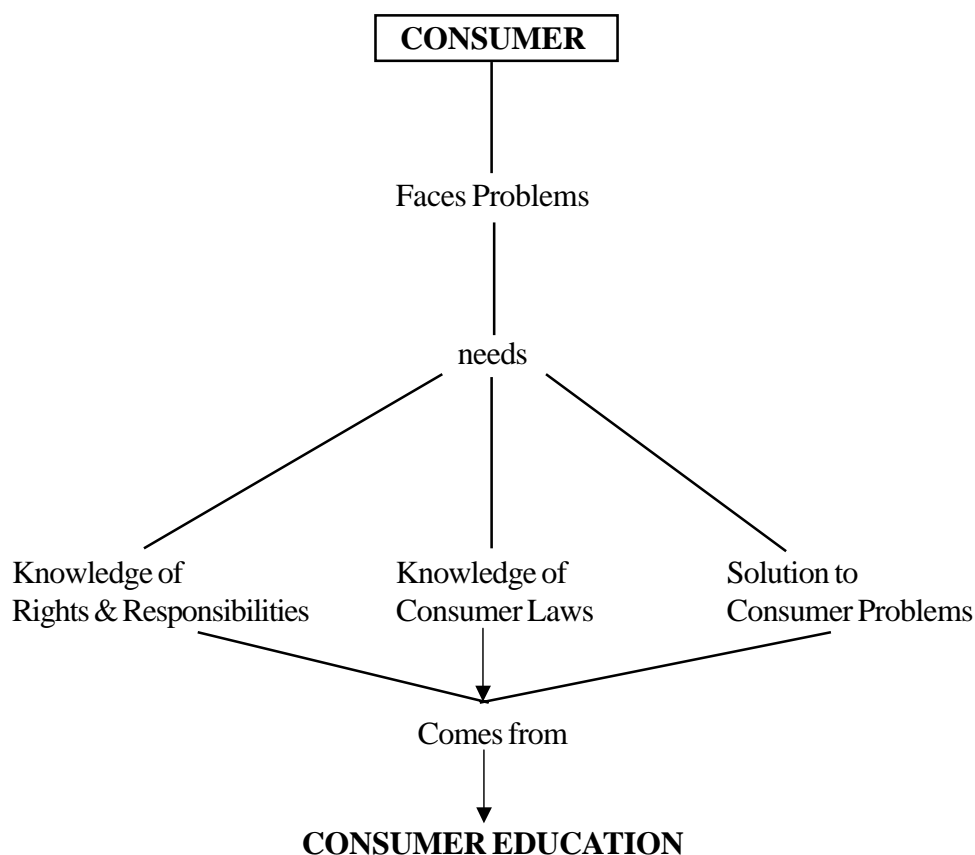 CONSUMER
Faces Problems
needs
Knowledge of
Rights & Responsibilities
Knowledge of
Consumer Laws
Solution to
Consumer Problems
Comes from
CONSUMER EDUCATION